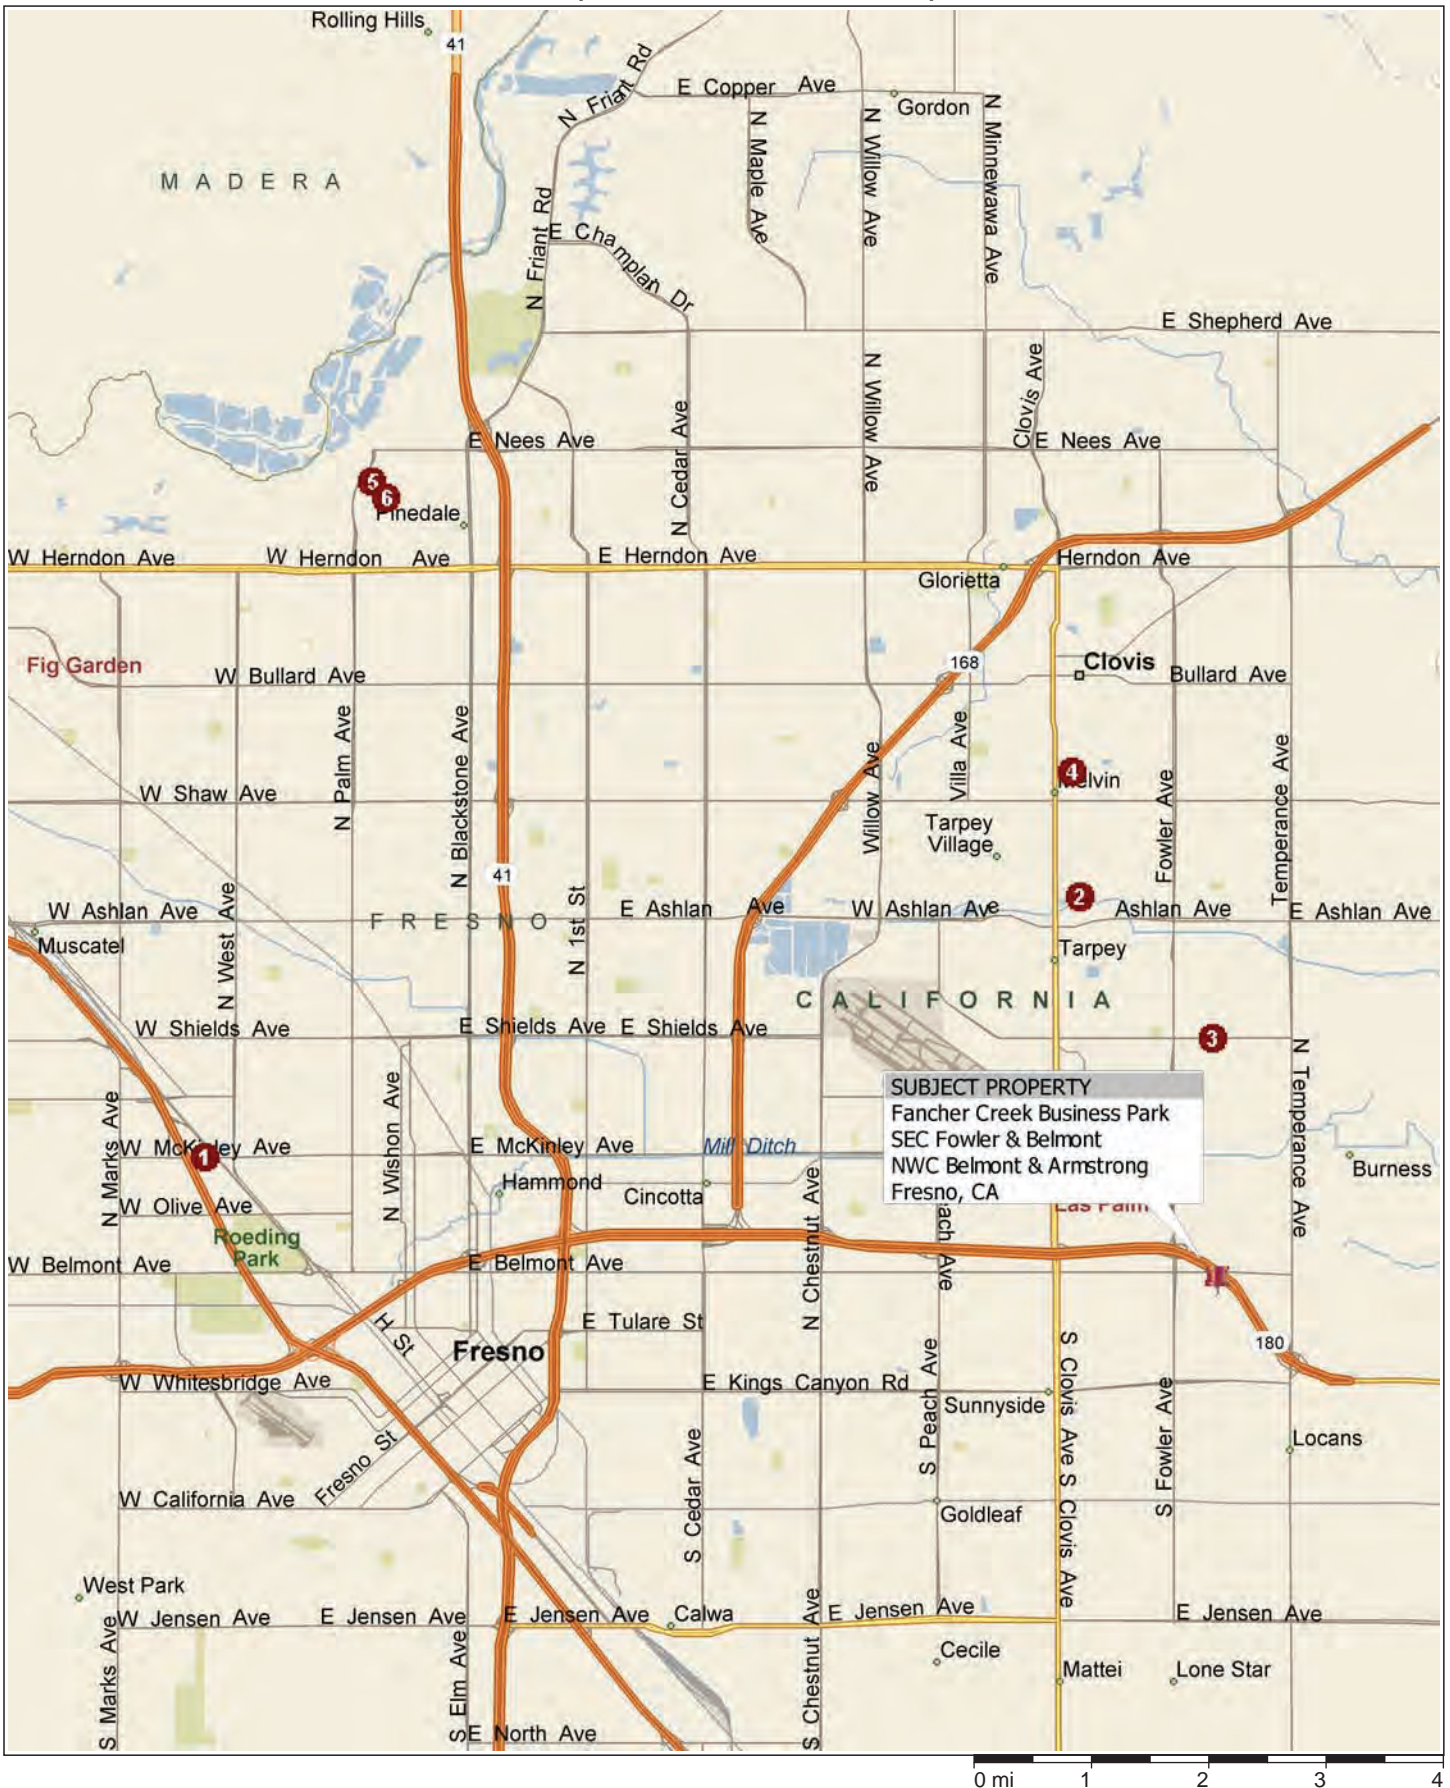 Rolling Hills
41
N Friant Rd
E Copper Ave
Gordon
N Maple Ave
N Willow Ave
N Minnewawa Ave
MADERA
N Friant Rd
E Champlain Dr
E Shepherd Ave
N Cedar Ave
N Willow Ave
Clovis Ave
E Nees Ave
E Nees Ave
5
6
Pinedale
W Herndon Ave
W Herndon Ave
E Herndon Ave
Herndon Ave
Glorietta
Fig Garden
168
Clovis
W Bullard Ave
Bullard Ave
N Palm Ave
N Blackstone Ave
Willow Ave
Villa Ave
Fowler Ave
Temperance Ave
4
Melvin
W Shaw Ave
Tarpey
Village
41
N West Ave
N 1st St
2
W Ashlan Ave
E Ashlan Ave
W Ashlan Ave
Ashlan Ave
E Ashlan Ave
FRESNO
Muscatel
Tarpey
CALIFORNIA
W Shields Ave
E Shields Ave
E Shields Ave
3
N Temperance Ave
N Marks Ave
N Wishon Ave
SUBJECT PROPERTY
Fancher Creek Business Park
SEC Fowler & Belmont
NWC Belmont & Armstrong
Fresno, CA
W McKinley Ave
1
E McKinley Ave
Mill Ditch
Burness
Hammond
Cincotta
N Chestnut Ave
W Olive Ave
Las Palm
each Ave
Roeding
Park
W Belmont Ave
E Belmont Ave
H St
E Tulare St
Fresno
180
S Clovis Ave
W Whitesbridge Ave
E Kings Canyon Rd
Sunnyside
S Peach Ave
S Fowler Ave
Locans
Fresno St
S Cedar Ave
W California Ave
Goldleaf
S Clovis Ave
West Park
W Jensen Ave
E Jensen Ave
E Jensen Ave
Calwa
E Jensen Ave
E Jensen Ave
S Marks Ave
S Elm Ave
S Chestnut Ave
Cecile
Mattei
Lone Star
E North Ave
0 mi 1 2 3 4